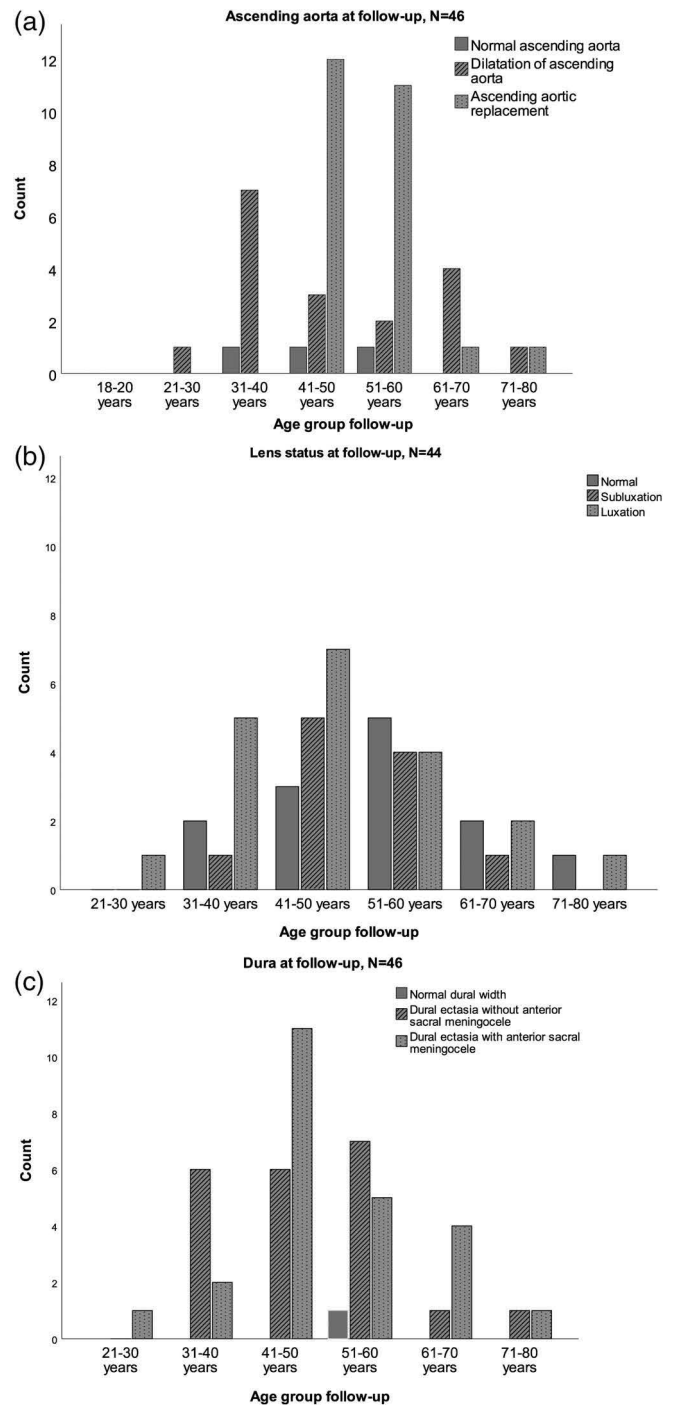 (a)
Ascending aorta at follow-up, N=46
Normal ascending aorta
Dilatation of ascending
aorta
Ascending aortic
replacement
Count
12
10
8
6
4
2
0
18-20 21-30 31-40 41-50 51-60 61-70 71-80
years years years years years years years
Age group follow-up
(b)
Lens status at follow-up, N=44
Normal
Subluxation
Luxation
Count
12
10
8
6
4
2
0
21-30 years 31-40 years 41-50 years 51-60 years 61-70 years 71-80 years
Age group follow-up
(c)
Dura at follow-up, N=46
Normal dural width
Dural ectasia without anterior
sacral meningocele
Dural ectasia with anterior sacral
meningocele
Count
12
10
8
6
4
2
0
21-30 31-40 41-50 51-60 61-70 71-80
years years years years years years
Age group follow-up